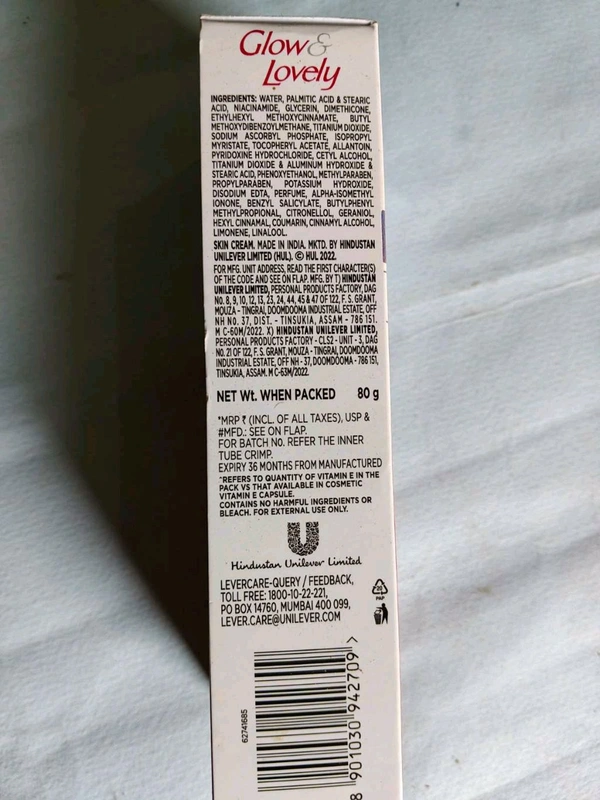 Glow &
Lovely
INGREDIENTS: WATER, PALMITIC ACID & STEARIC
ACID, NIACINAMIDE, GLYCERIN, DIMETHICONE,
ETHYLHEXYL METHOXYCINNAMATE, BUTYL
METHOXYDIBENZOYLMETHANE, TITANIUM DIOXIDE,
SODIUM ASCORBYL PHOSPHATE, ISOPROPYL
MYRISTATE, TOCOPHERYL ACETATE, ALLANTOIN,
PYRIDOXINE HYDROCHLORIDE, CETYL ALCOHOL,
TITANIUM DIOXIDE & ALUMINUM HYDROXIDE &
STEARIC ACID, PHENOXYETHANOL, METHYLPARABEN,
PROPYLPARABEN, POTASSIUM HYDROXIDE,
DISODIUM EDTA, PERFUME, ALPHA-ISOMETHYL
IONONE, BENZYL SALICYLATE, BUTYLPHENYL
METHYLPROPIONAL, CITRONELLOL, GERANIOL,
HEXYL CINNAMAL, COUMARIN, CINNAMYL ALCOHOL,
LIMONENE, LINALOOL.
SKIN CREAM. MADE IN INDIA. MKTD. BY HINDUSTAN
UNILEVER LIMITED (HUL). © HUL 2022.
FOR MFG. UNIT ADDRESS, READ THE FIRST CHARACTER(S)
OF THE CODE AND SEE ON FLAP. MFG. BY T) HINDUSTAN
UNILEVER LIMITED, PERSONAL PRODUCTS FACTORY, DAG
No. 8, 9, 10, 12, 13, 23, 24, 44, 45 & 47 OF 122, F. S. GRANT,
MOUZA - TINGRAI, DOOMDOOMA INDUSTRIAL ESTATE, OFF
NH No. 37, DIST. - TINSUKIA, ASSAM - 786 151.
M C-60M/2022. X) HINDUSTAN UNILEVER LIMITED,
PERSONAL PRODUCTS FACTORY - CLS2 - UNIT - 3, DAG
No. 21 OF 122, F. S. GRANT, MOUZA - TINGRAI, DOOMDOOMA
INDUSTRIAL ESTATE, OFF NH - 37, DOOMDOOMA - 786 151,
TINSUKIA, ASSAM. M C-63M/2022.
NET Wt. WHEN PACKED 80 g
*MRP ₹ (INCL. OF ALL TAXES), USP &
#MFD.: SEE ON FLAP.
FOR BATCH No. REFER THE INNER
TUBE CRIMP.
EXPIRY 36 MONTHS FROM MANUFACTURED
^REFERS TO QUANTITY OF VITAMIN E IN THE
PACK VS THAT AVAILABLE IN COSMETIC
VITAMIN E CAPSULE.
CONTAINS NO HARMFUL INGREDIENTS OR
BLEACH. FOR EXTERNAL USE ONLY.
Hindustan Unilever Limited
LEVERCARE-QUERY / FEEDBACK,
TOLL FREE: 1800-10-22-221,
PO BOX 14760, MUMBAI 400 099,
LEVER.CARE@UNILEVER.COM
PAP
62741685
8 901030 942709 >